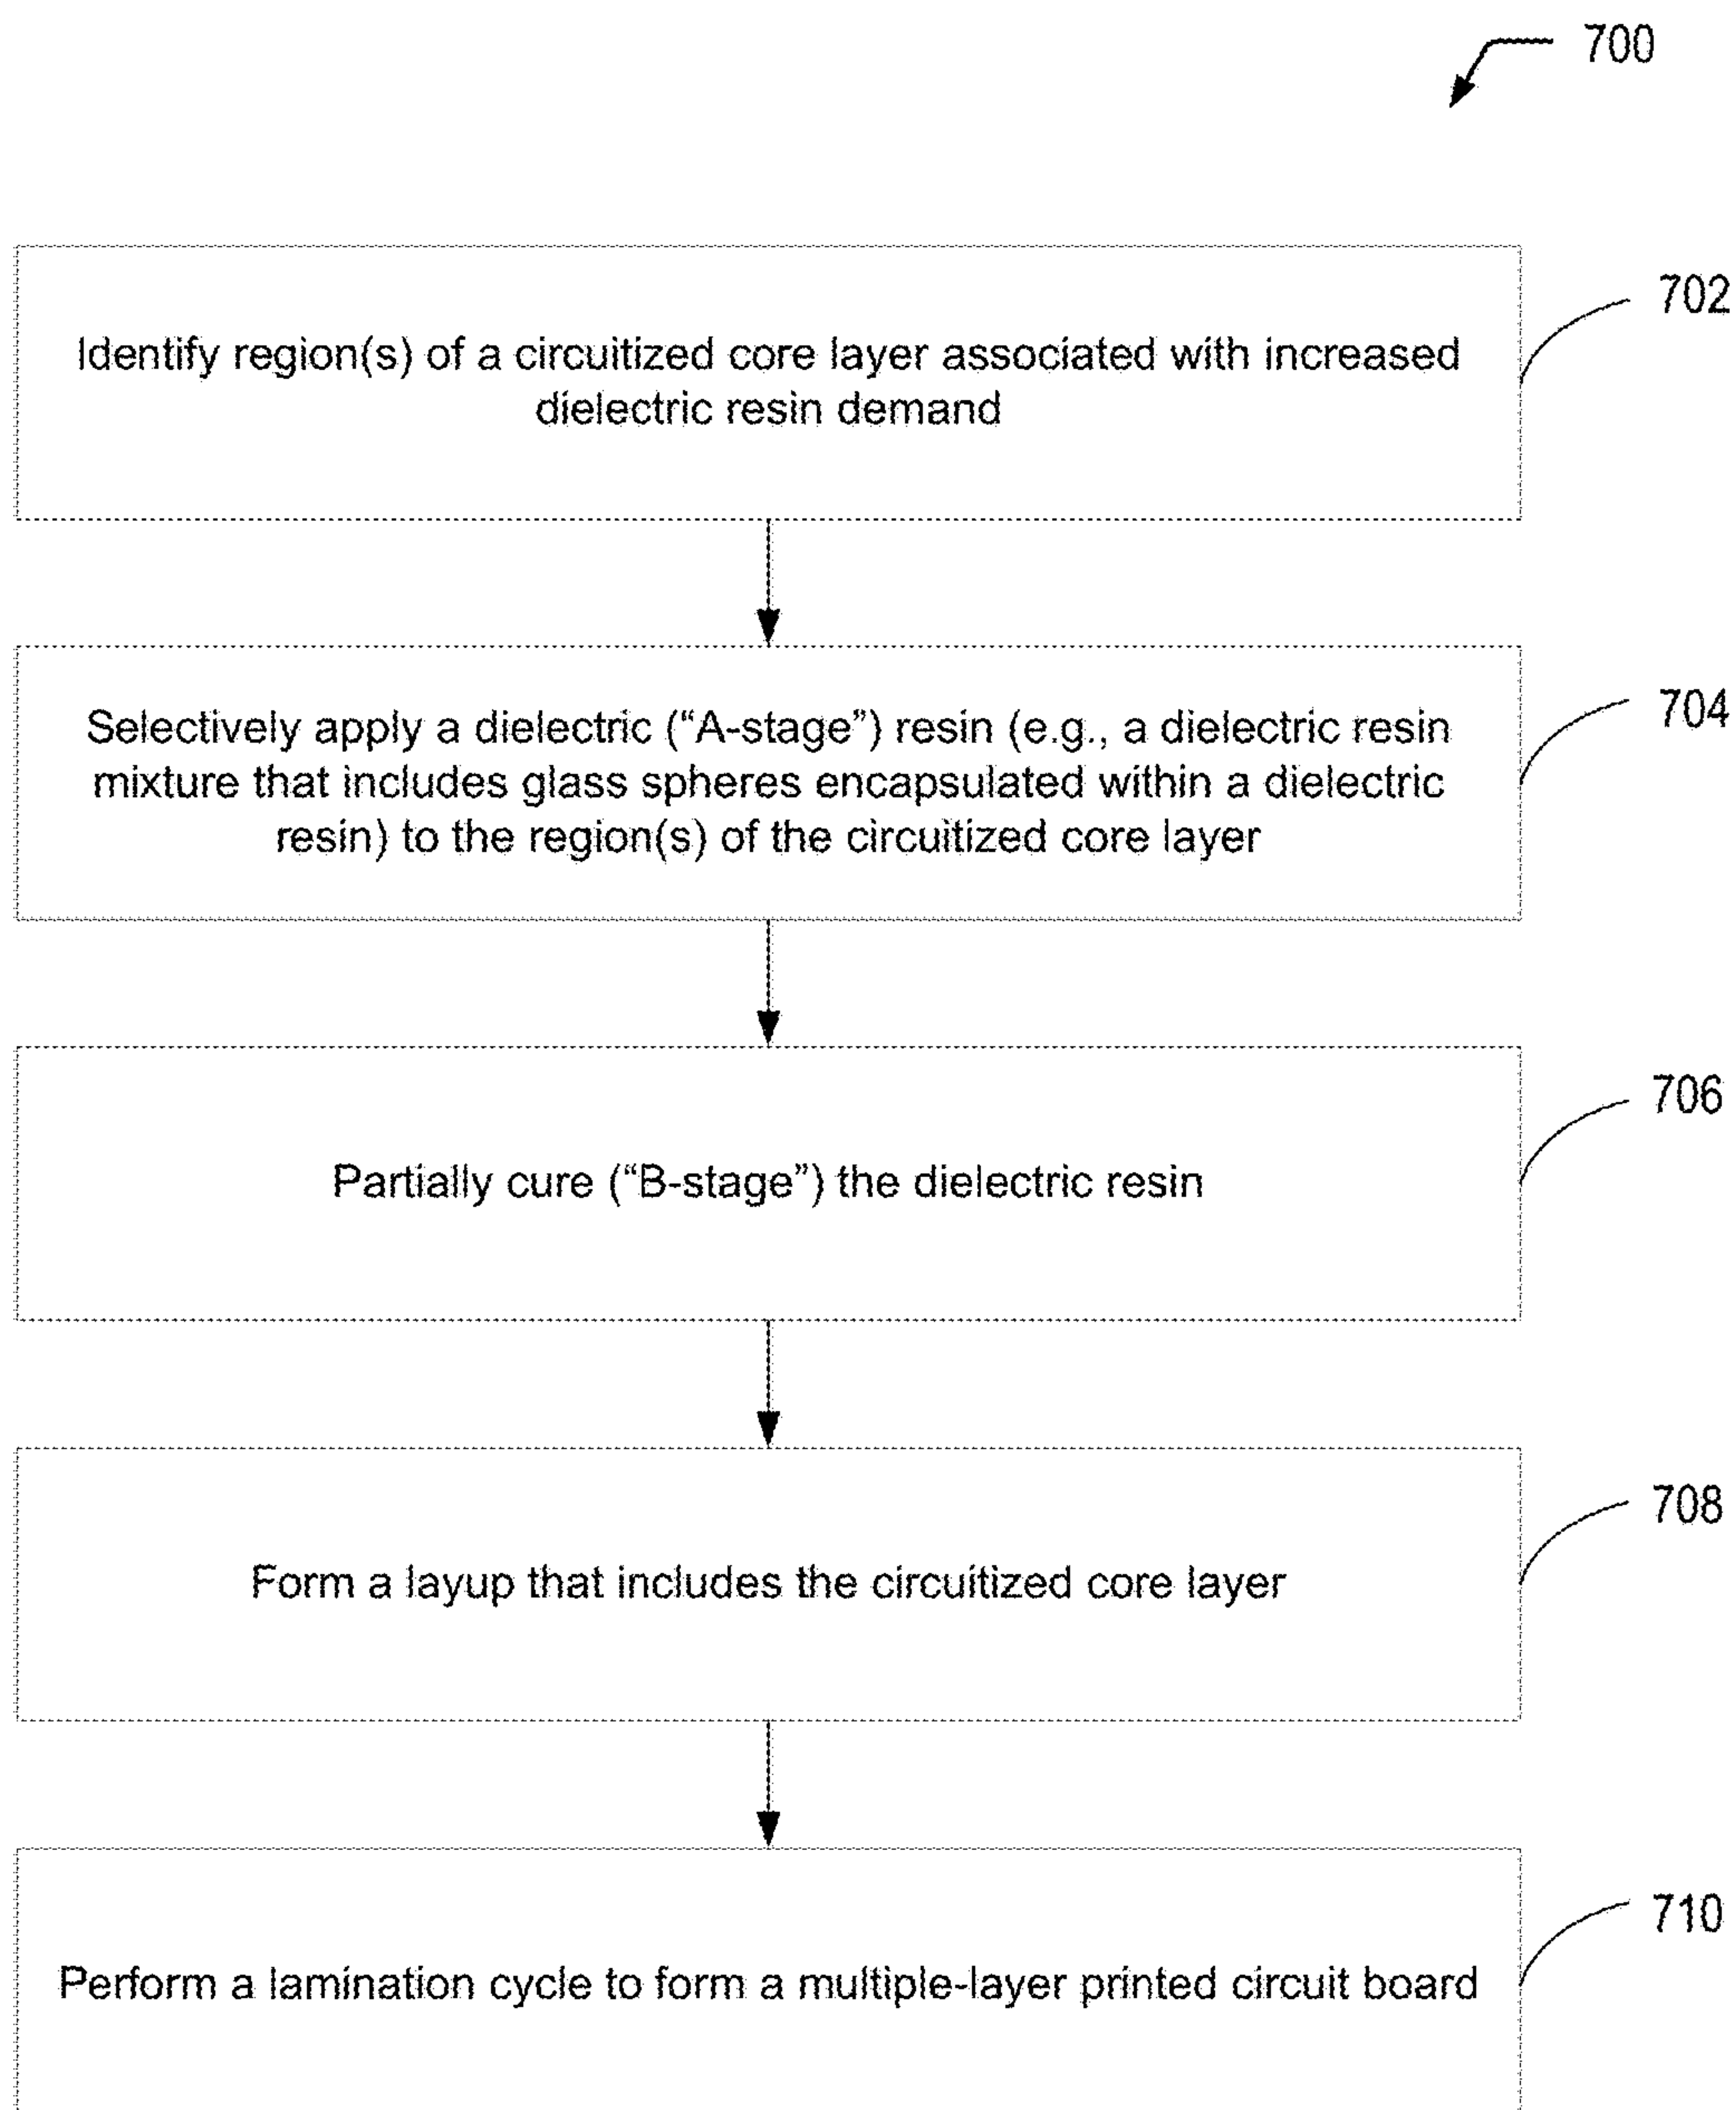 700
Identify region(s) of a circuitized core layer associated with increased
dielectric resin demand
702
Selectively apply a dielectric (“A-stage”) resin (e.g., a dielectric resin
mixture that includes glass spheres encapsulated within a dielectric
resin) to the region(s) of the circuitized core layer
704
Partially cure (“B-stage”) the dielectric resin
706
Form a layup that includes the circuitized core layer
708
Perform a lamination cycle to form a multiple-layer printed circuit board
710